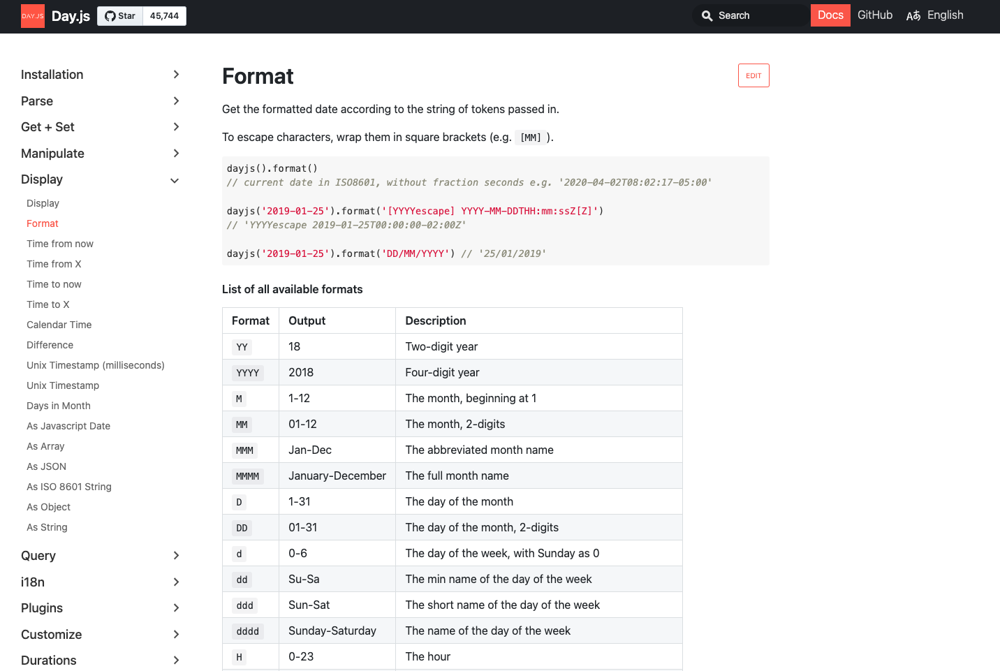 DAY.JS Day.js Star 45,744 Search Docs GitHub Aあ English
Installation
Parse
Get + Set
Manipulate
Display
Display
Format
Time from now
Time from X
Time to now
Time to X
Calendar Time
Difference
Unix Timestamp (milliseconds)
Unix Timestamp
Days in Month
As Javascript Date
As Array
As JSON
As ISO 8601 String
As Object
As String
Query
i18n
Plugins
Customize
Durations
Format
EDIT
Get the formatted date according to the string of tokens passed in.
To escape characters, wrap them in square brackets (e.g. [MM] ).
dayjs().format()
// current date in ISO8601, without fraction seconds e.g. '2020-04-02T08:02:17-05:00'
dayjs('2019-01-25').format('[YYYYescape] YYYY-MM-DDTHH:mm:ssZ[Z]')
// 'YYYYescape 2019-01-25T00:00:00-02:00Z'
dayjs('2019-01-25').format('DD/MM/YYYY') // '25/01/2019'
List of all available formats
Format Output Description
YY 18 Two-digit year
YYYY 2018 Four-digit year
M 1-12 The month, beginning at 1
MM 01-12 The month, 2-digits
MMM Jan-Dec The abbreviated month name
MMMM January-December The full month name
D 1-31 The day of the month
DD 01-31 The day of the month, 2-digits
d 0-6 The day of the week, with Sunday as 0
dd Su-Sa The min name of the day of the week
ddd Sun-Sat The short name of the day of the week
dddd Sunday-Saturday The name of the day of the week
H 0-23 The hour